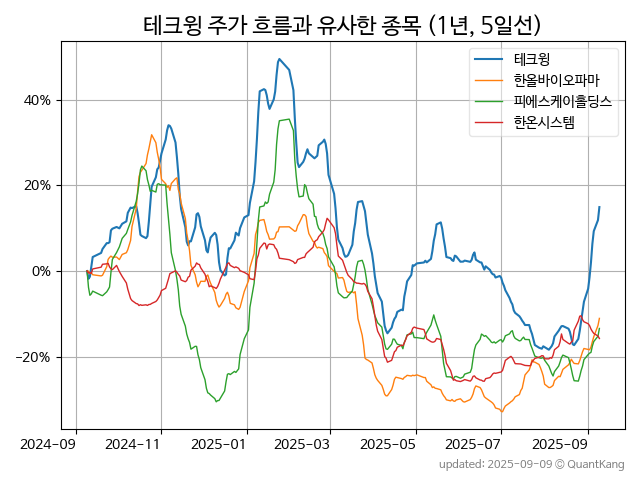 테크윙 주가 흐름과 유사한 종목 (1년, 5일선)
테크윙
한올바이오파마
피에스케이홀딩스
한온시스템
40%
20%
0%
−20%
2024-09
2024-11
2025-01
2025-03
2025-05
2025-07
2025-09
updated: 2025-09-09 © QuantKang